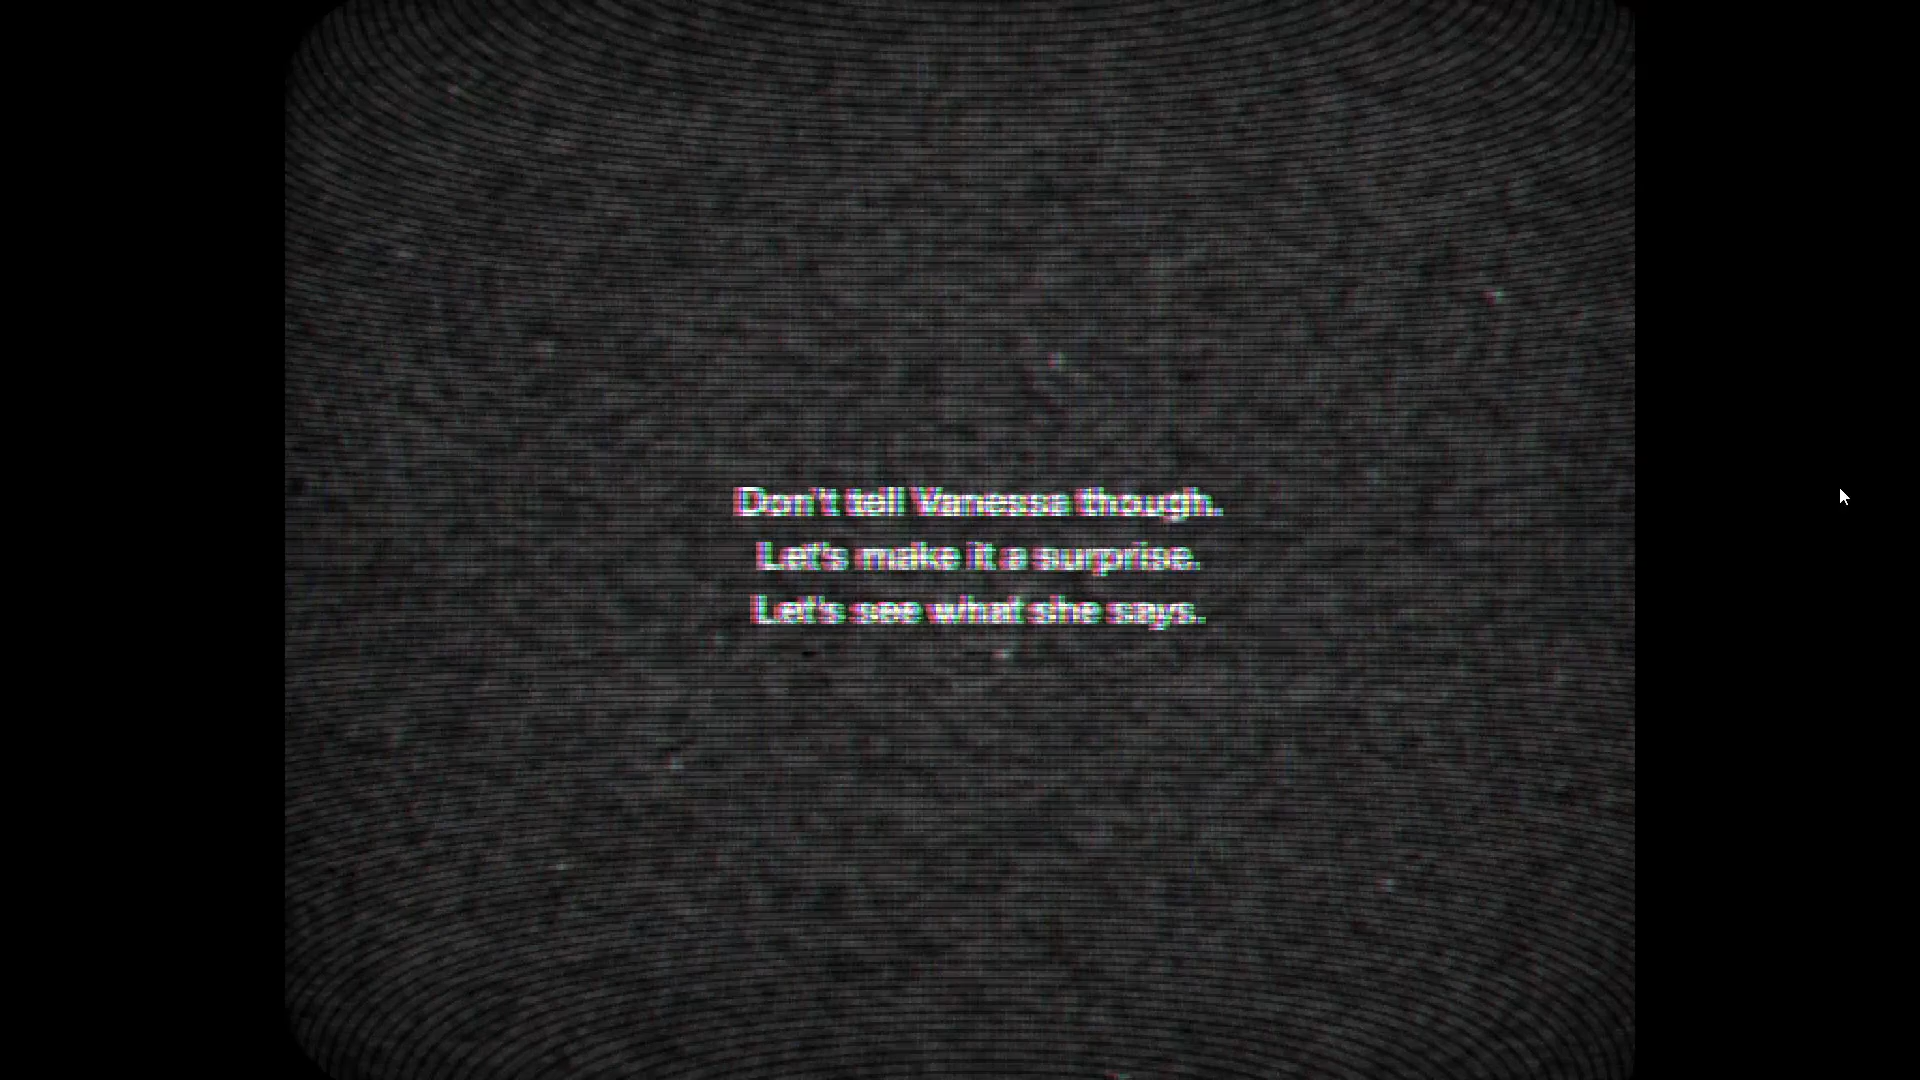 Don't tell Vanessa though.
Let's make it a surprise.
Let's see what she says.